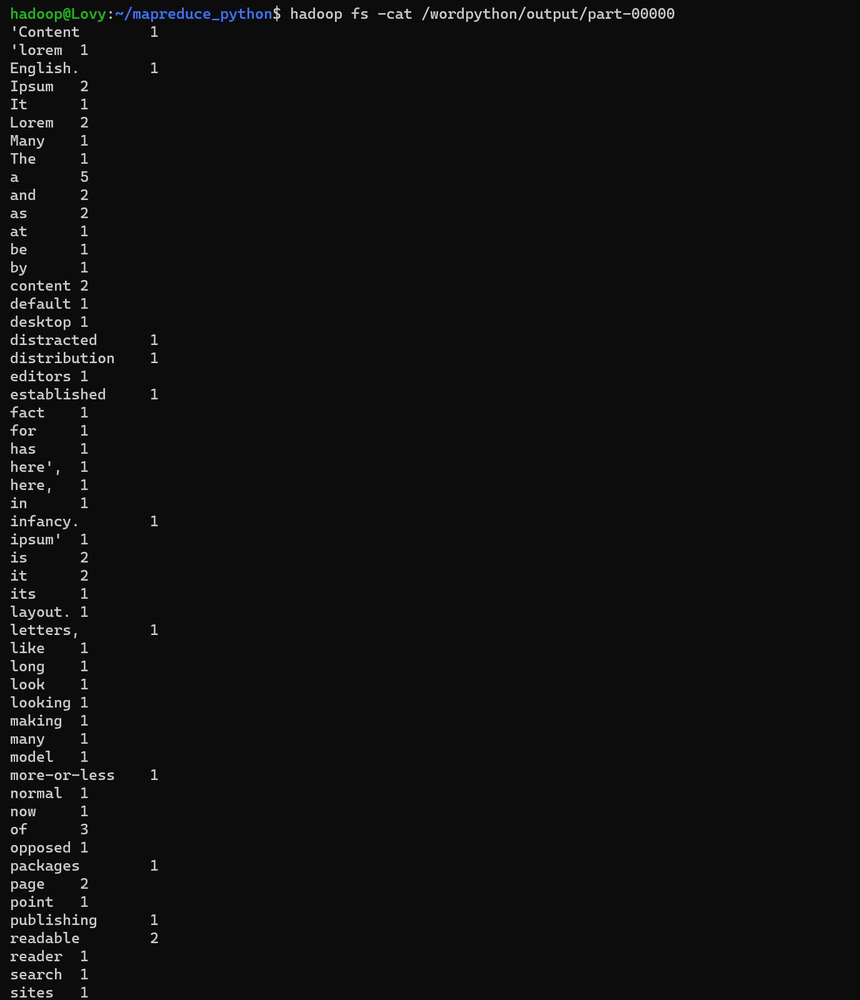 hadoop@Lovy:~/mapreduce_python$ hadoop fs -cat /wordpython/output/part-00000
'Content	1
'lorem	1
English.	1
Ipsum	2
It	1
Lorem	2
Many	1
The	1
a	5
and	2
as	2
at	1
be	1
by	1
content	2
default	1
desktop	1
distracted	1
distribution	1
editors	1
established	1
fact	1
for	1
has	1
here',	1
here,	1
in	1
infancy.	1
ipsum'	1
is	2
it	2
its	1
layout.	1
letters,	1
like	1
long	1
look	1
looking	1
making	1
many	1
model	1
more-or-less	1
normal	1
now	1
of	3
opposed	1
packages	1
page	2
point	1
publishing	1
readable	2
reader	1
search	1
sites	1